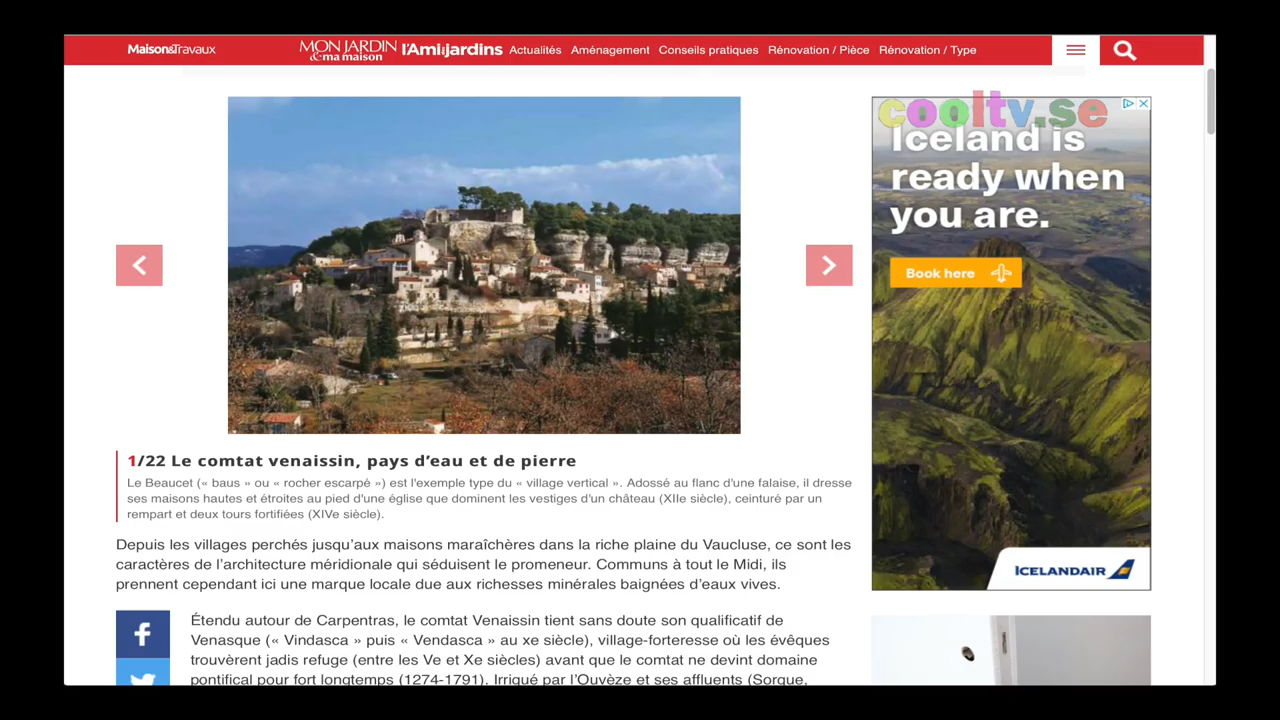 Maison&Travaux
MON JARDIN
&ma maison
l'Ami des jardins
Actualités
Aménagement
Conseils pratiques
Rénovation / Pièce
Rénovation / Type
cooltv.se
Iceland is
ready when
you are.
Book here
ICELANDAIR
1/22 Le comtat venaissin, pays d'eau et de pierre
Le Beaucet (« baus » ou « rocher escarpé ») est l'exemple type du « village vertical ». Adossé au flanc d'une falaise, il dresse
ses maisons hautes et étroites au pied d'une église que dominent les vestiges d'un château (XIIe siècle), ceinturé par un
rempart et deux tours fortifiées (XIVe siècle).
Depuis les villages perchés jusqu'aux maisons maraîchères dans la riche plaine du Vaucluse, ce sont les
caractères de l'architecture méridionale qui séduisent le promeneur. Communs à tout le Midi, ils
prennent cependant ici une marque locale due aux richesses minérales baignées d'eaux vives.
Étendu autour de Carpentras, le comtat Venaissin tient sans doute son qualificatif de
Venasque (« Vindasca » puis « Vendasca » au xe siècle), village-forteresse où les évêques
trouvèrent jadis refuge (entre les Ve et Xe siècles) avant que le comtat ne devint domaine
pontifical pour fort longtemps (1274-1791). Irrigué par l'Ouvèze et ses affluents (Sorgue,